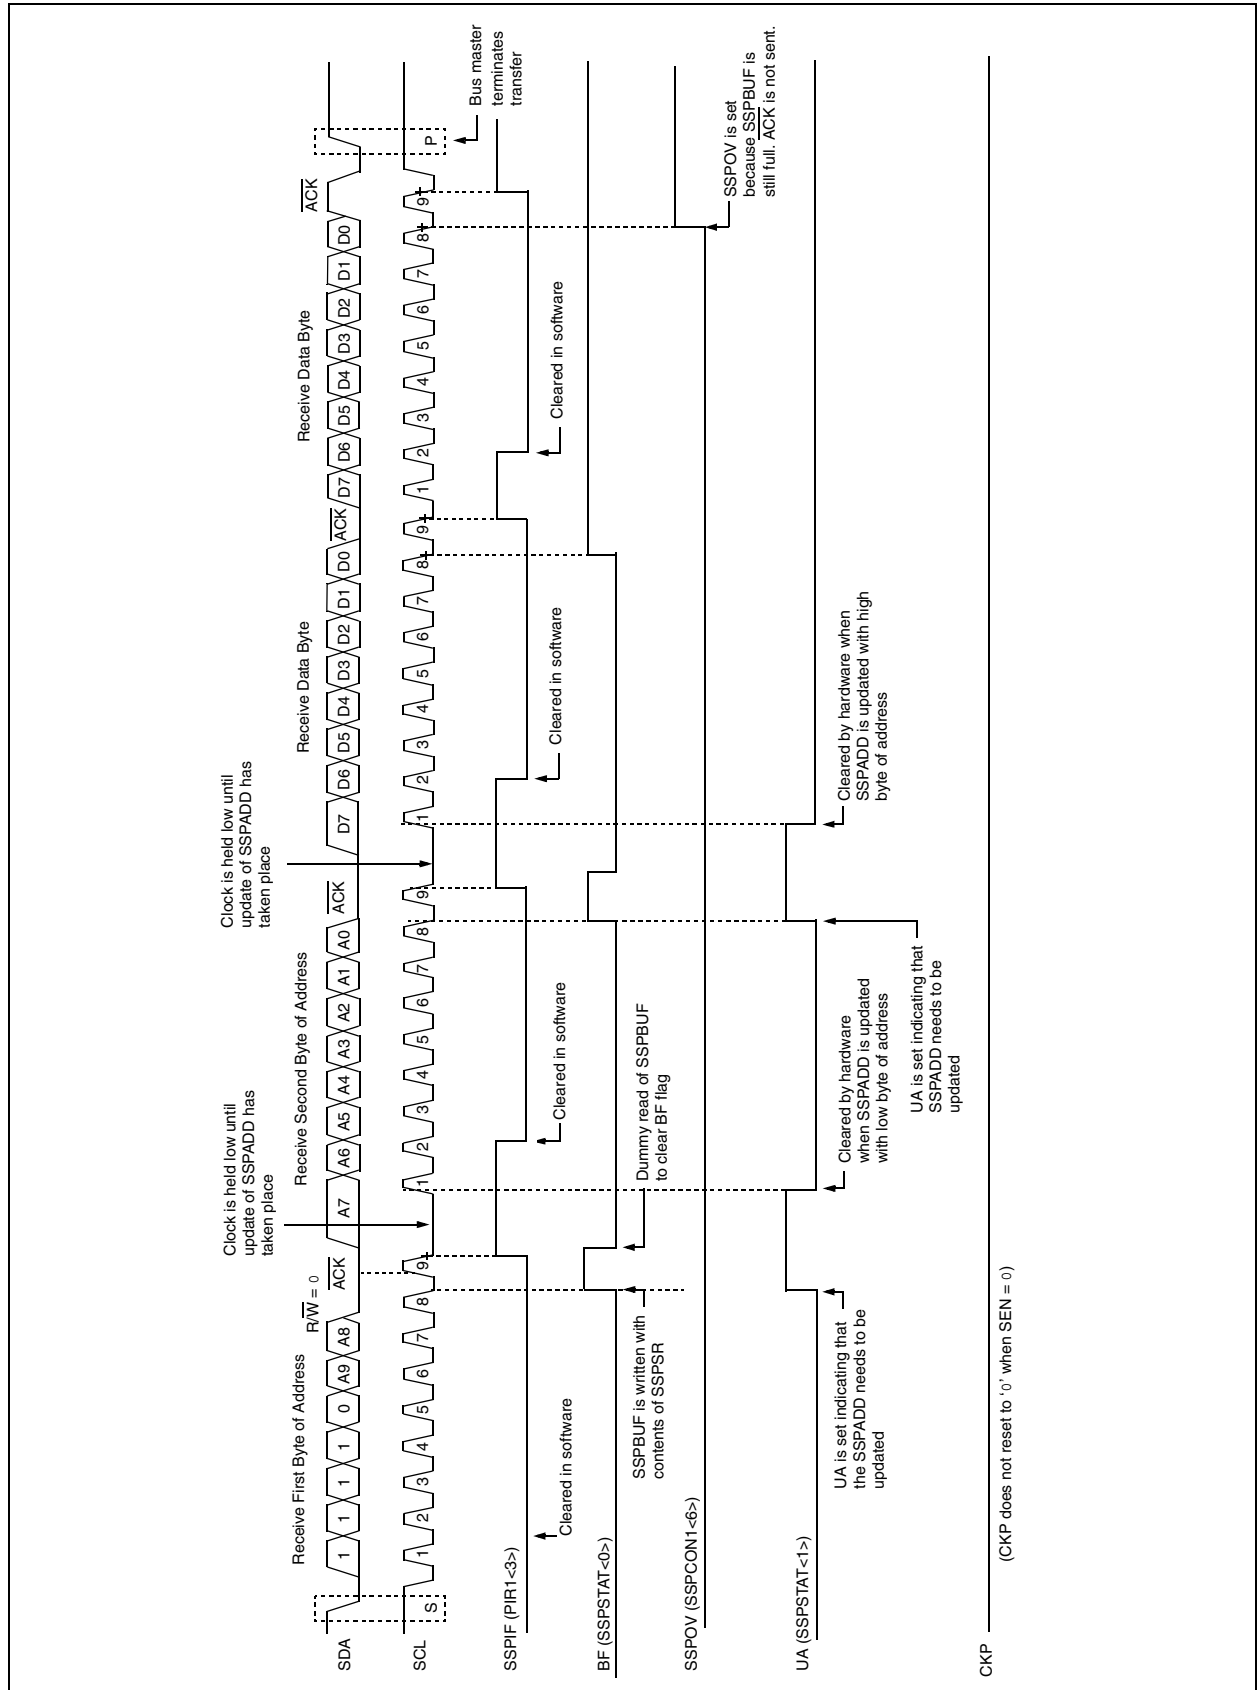 Receive First Byte of Address
R/W̅ = 0
A̅C̅K̅
Clock is held low until
update of SSPADD has
taken place
Receive Second Byte of Address
A̅C̅K̅
Clock is held low until
update of SSPADD has
taken place
Receive Data Byte
A̅C̅K̅
Receive Data Byte
A̅C̅K̅
SDA
1 1 1 1 0 A9 A8 A7 A6 A5 A4 A3 A2 A1 A0 D7 D6 D5 D4 D3 D2 D1 D0 D7 D6 D5 D4 D3 D2 D1 D0
SCL
S 1 2 3 4 5 6 7 8 9 1 2 3 4 5 6 7 8 9 1 2 3 4 5 6 7 8 9 1 2 3 4 5 6 7 8 9 P
Bus master
terminates
transfer
SSPIF (PIR1<3>)
Cleared in software
Cleared in software
Cleared in software
Cleared in software
BF (SSPSTAT<0>)
SSPBUF is written with
contents of SSPSR
Dummy read of SSPBUF
to clear BF flag
SSPOV (SSPCON1<6>)
SSPOV is set
because SSPBUF is
still full. A̅C̅K̅ is not sent.
UA (SSPSTAT<1>)
UA is set indicating that
the SSPADD needs to be
updated
Cleared by hardware
when SSPADD is updated
with low byte of address
UA is set indicating that
SSPADD needs to be
updated
Cleared by hardware when
SSPADD is updated with high
byte of address
CKP
(CKP does not reset to ‘0’ when SEN = 0)